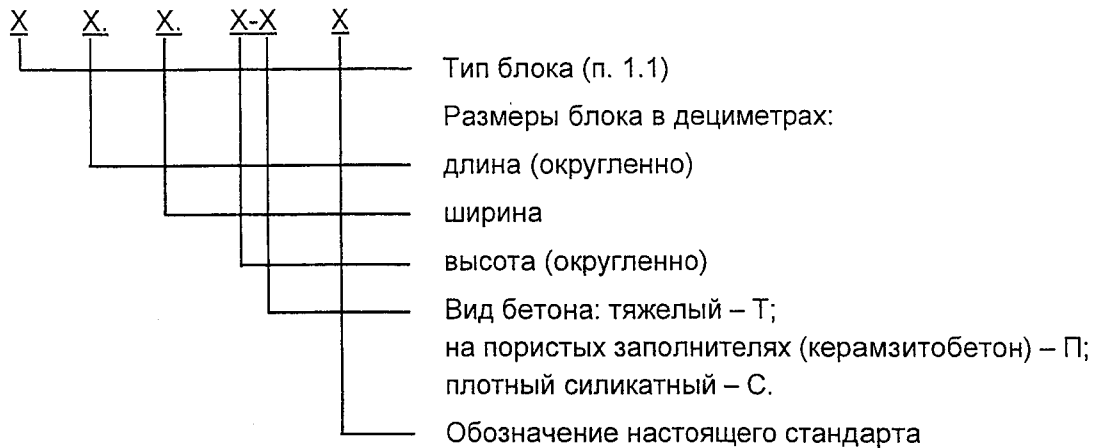 X X. X. X-X X
Тип блока (п. 1.1)
Размеры блока в дециметрах:
длина (округленно)
ширина
высота (округленно)
Вид бетона: тяжелый – Т;
на пористых заполнителях (керамзитобетон) – П;
плотный силикатный – С.
Обозначение настоящего стандарта